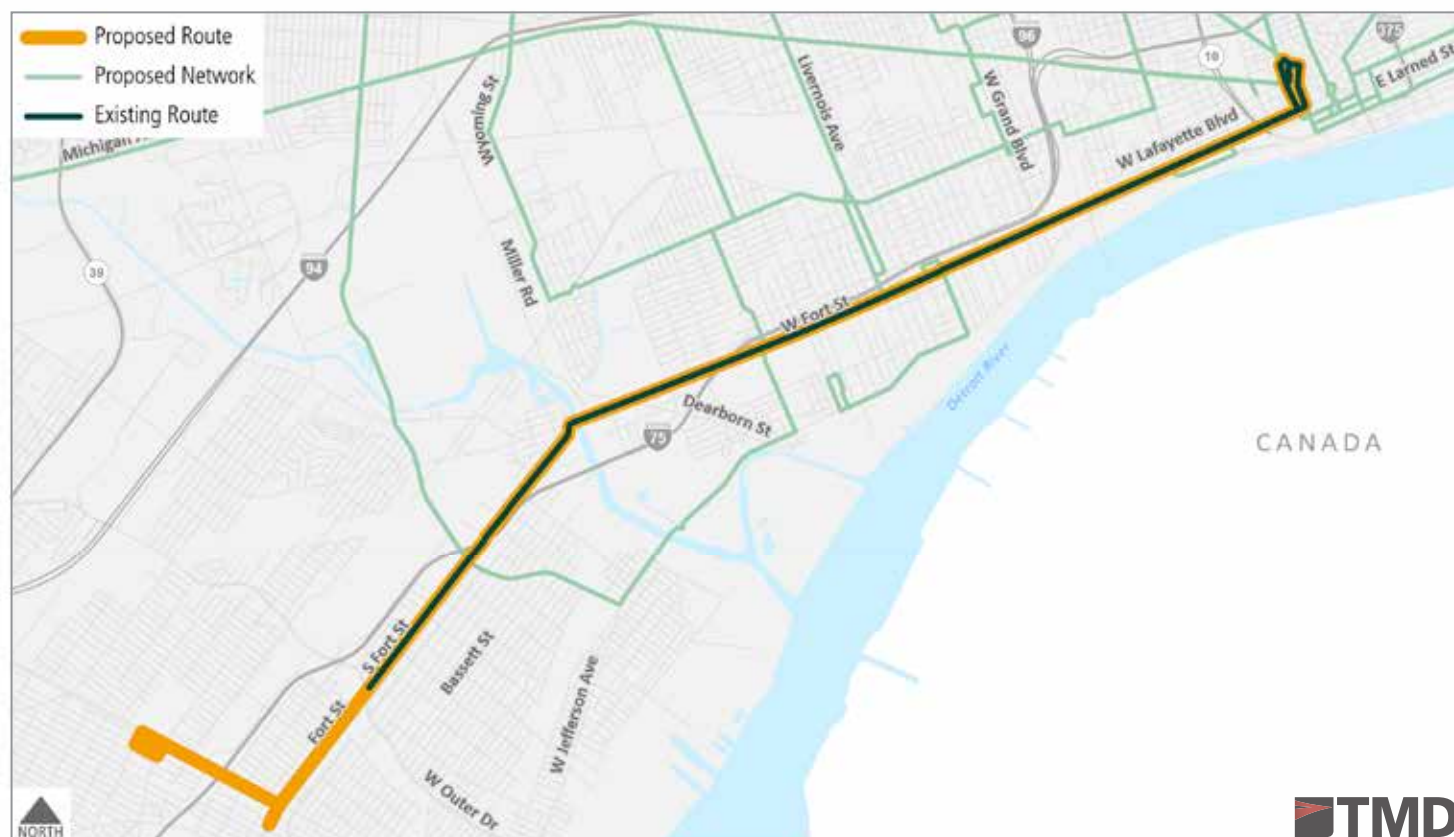 Proposed Route
Proposed Network
Existing Route
Michigan
Wyoming St
Livernois Ave
96
W Grand Blvd
10
375
E Larned St
W Lafayette Blvd
Miller Rd
39
94
W Fort St
Detroit River
Dearborn St
75
CANADA
S Fort St
Bassett St
Fort St
W Jefferson Ave
W Outer Dr
NORTH
TMD